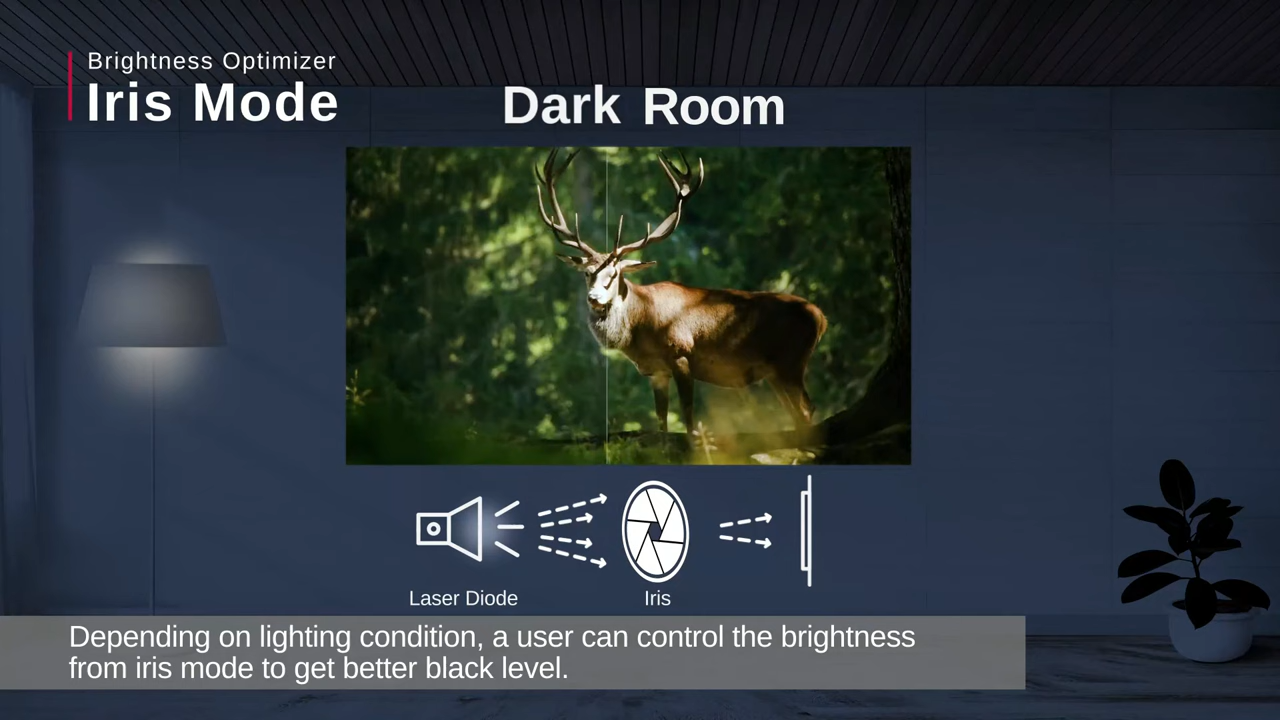 Brightness Optimizer
Iris Mode
Dark Room
Laser Diode
Iris
Depending on lighting condition, a user can control the brightness
from iris mode to get better black level.